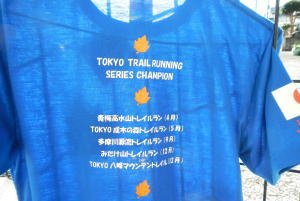 TOKYO TRAIL RUNNING
SERIES CHAMPION
青梅高水山トレイルラン(4月)
TOKYO 成木の森トレイルラン(5月)
多摩川源流トレイルラン(9月)
みたけ山トレイルラン(12月)
TOKYO 八峰マウンテントレイル(12月)